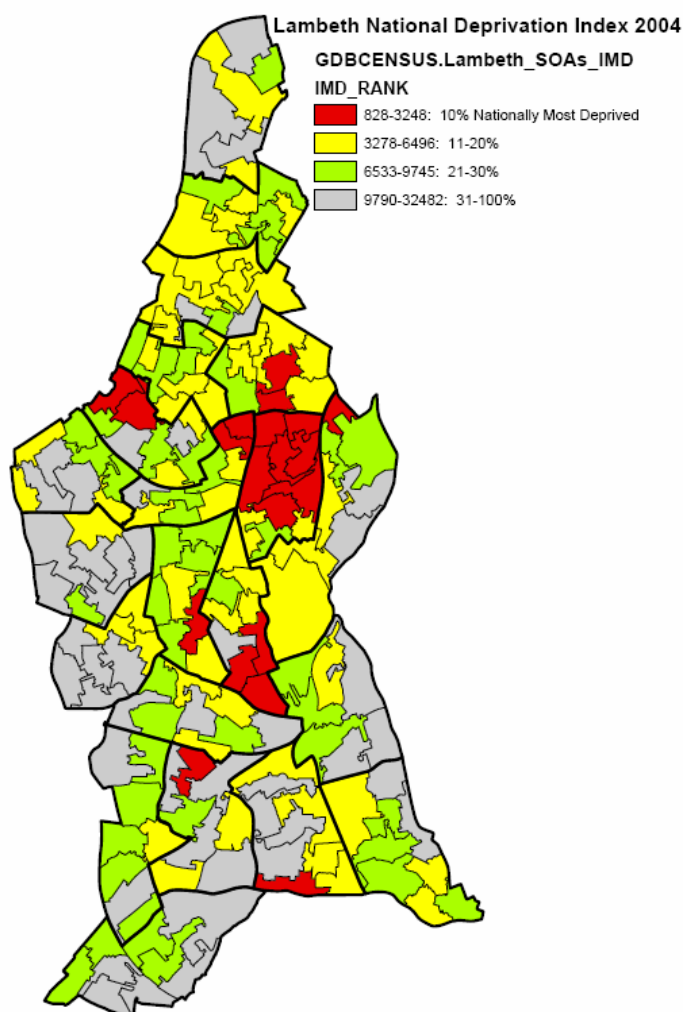 Lambeth National Deprivation Index 2004
GDBCENSUS.Lambeth_SOAs_IMD
IMD_RANK
828-3248: 10% Nationally Most Deprived
3278-6496: 11-20%
6533-9745: 21-30%
9790-32482: 31-100%